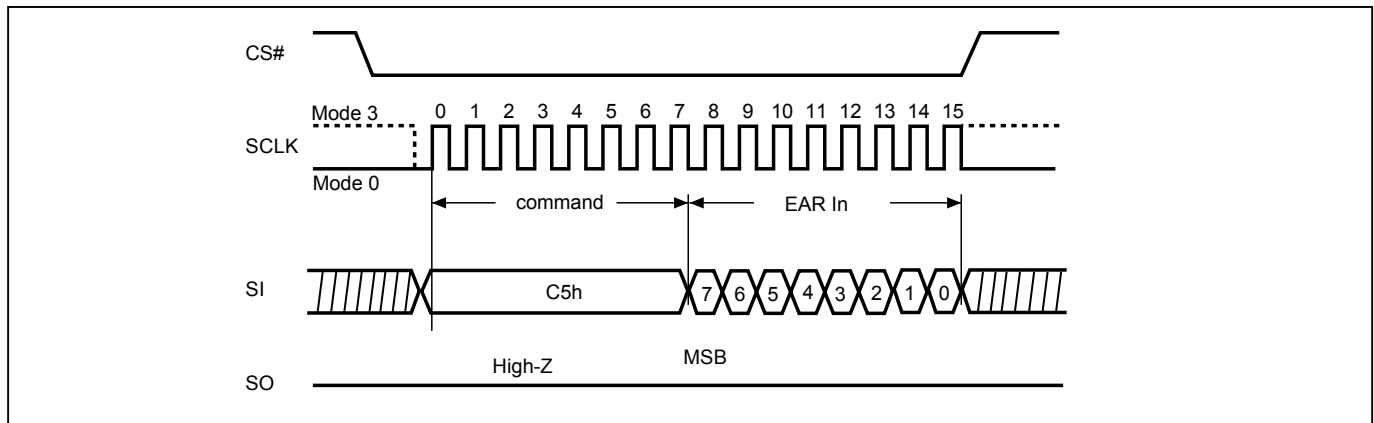 CS#
Mode 3
0 1 2 3 4 5 6 7 8 9 10 11 12 13 14 15
SCLK
Mode 0
command
EAR In
SI
C5h
7 6 5 4 3 2 1 0
High-Z
MSB
SO